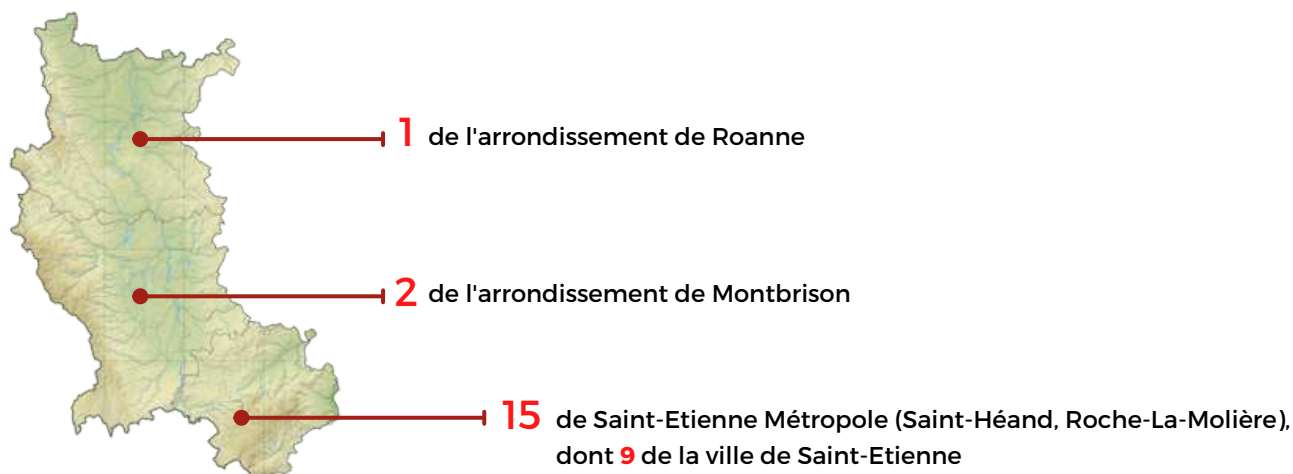 1 de l'arrondissement de Roanne
2 de l'arrondissement de Montbrison
15 de Saint-Etienne Métropole (Saint-Héand, Roche-La-Molière),
dont 9 de la ville de Saint-Etienne